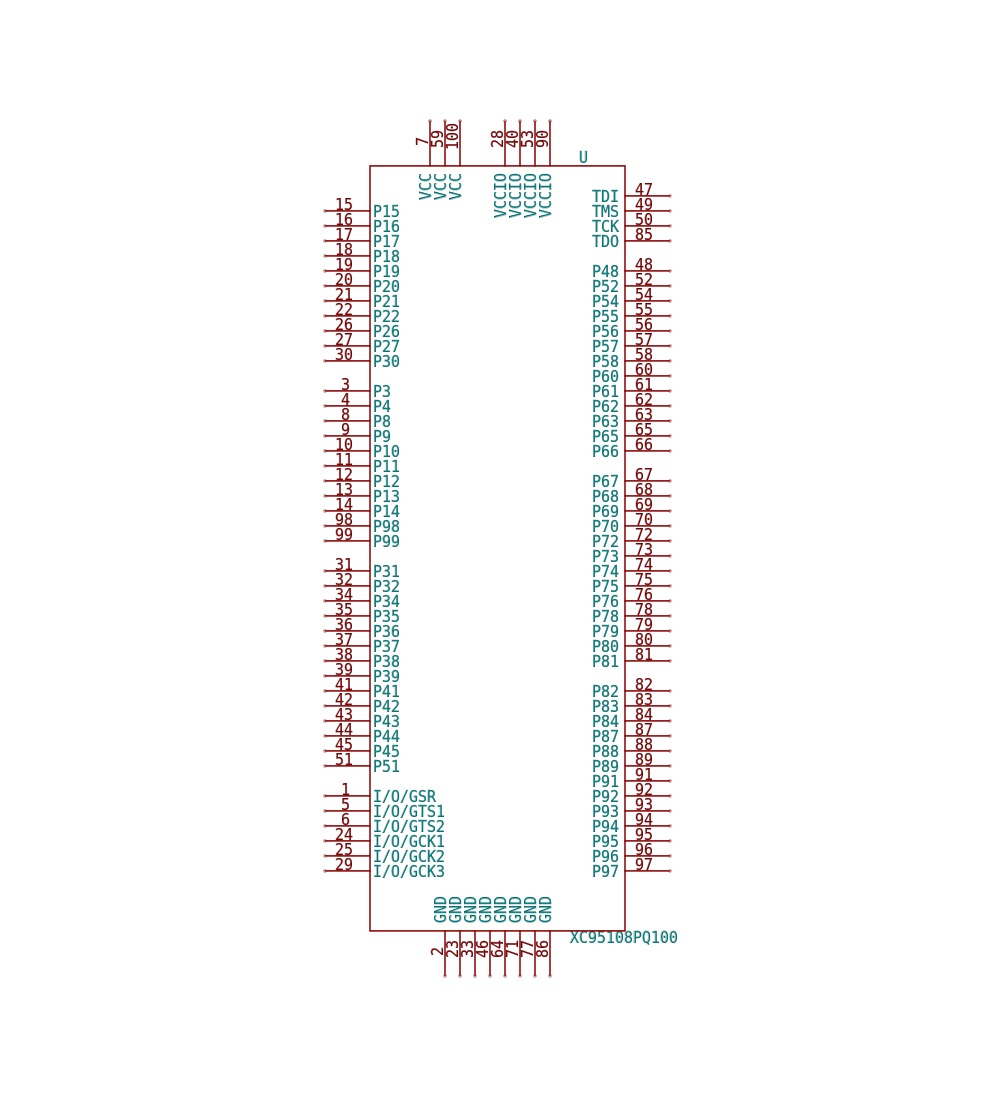 7 59 100 28 40 53 90
U
VCC VCC VCC VCCIO VCCIO VCCIO VCCIO
15 P15
16 P16
17 P17
18 P18
19 P19
20 P20
21 P21
22 P22
26 P26
27 P27
30 P30
3 P3
4 P4
8 P8
9 P9
10 P10
11 P11
12 P12
13 P13
14 P14
98 P98
99 P99
31 P31
32 P32
34 P34
35 P35
36 P36
37 P37
38 P38
39 P39
41 P41
42 P42
43 P43
44 P44
45 P45
51 P51
1 I/O/GSR
5 I/O/GTS1
6 I/O/GTS2
24 I/O/GCK1
25 I/O/GCK2
29 I/O/GCK3
TDI 47
TMS 49
TCK 50
TDO 85
P48 48
P52 52
P54 54
P55 55
P56 56
P57 57
P58 58
P60 60
P61 61
P62 62
P63 63
P65 65
P66 66
P67 67
P68 68
P69 69
P70 70
P72 72
P73 73
P74 74
P75 75
P76 76
P78 78
P79 79
P80 80
P81 81
P82 82
P83 83
P84 84
P87 87
P88 88
P89 89
P91 91
P92 92
P93 93
P94 94
P95 95
P96 96
P97 97
GND GND GND GND GND GND GND GND
XC95108PQ100
2 23 33 46 64 71 77 86